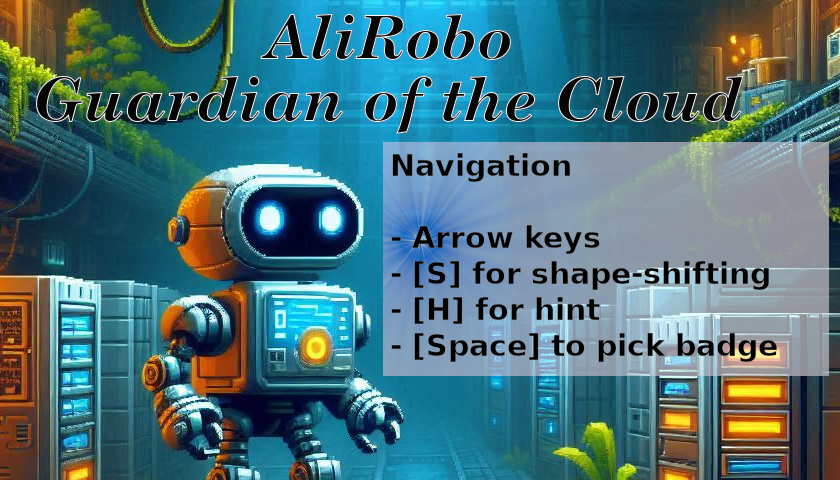 AliRobo
Guardian of the Cloud
Navigation
- Arrow keys
- [S] for shape-shifting
- [H] for hint
- [Space] to pick badge